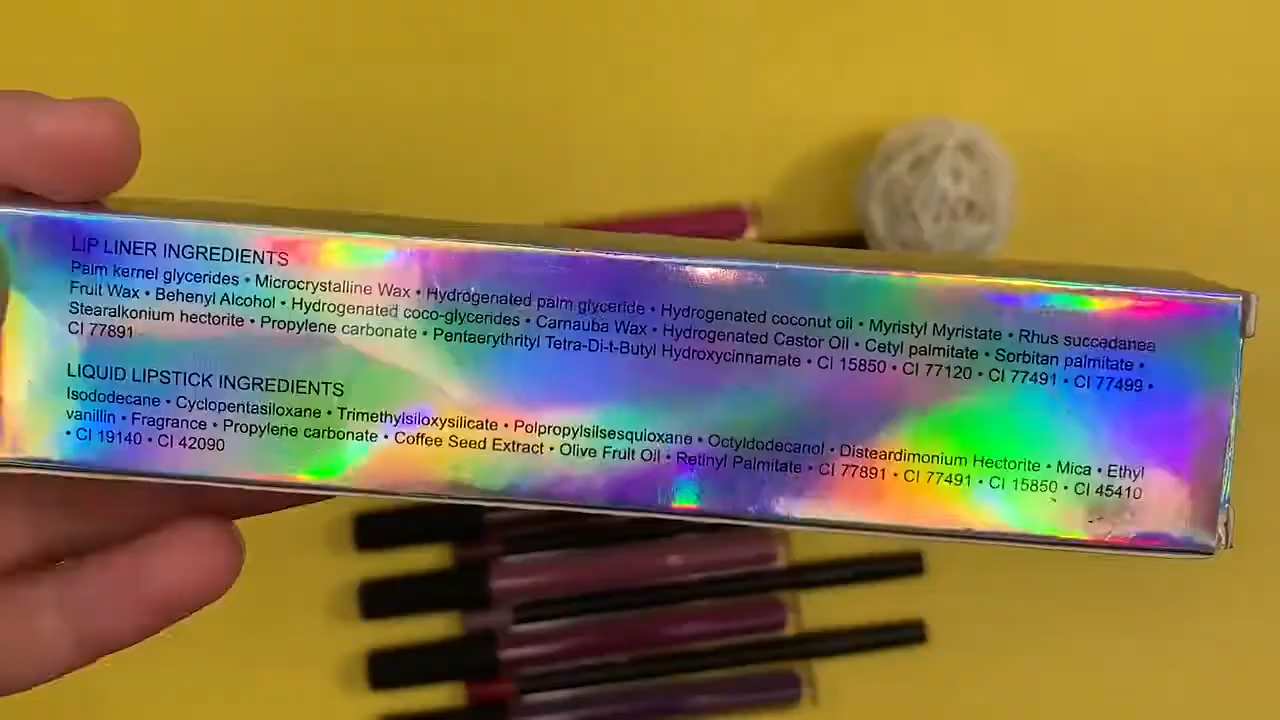 LIP LINER INGREDIENTS
Palm kernel glycerides • Microcrystalline Wax • Hydrogenated palm glyceride • Hydrogenated coconut oil • Myristyl Myristate • Rhus succedanea
Fruit Wax • Behenyl Alcohol • Hydrogenated coco-glycerides • Carnauba Wax • Hydrogenated Castor Oil • Cetyl palmitate • Sorbitan palmitate •
Stearalkonium hectorite • Propylene carbonate • Pentaerythrityl Tetra-Di-t-Butyl Hydroxycinnamate • CI 15850 • CI 77120 • CI 77491 • CI 77499 •
CI 77891
LIQUID LIPSTICK INGREDIENTS
Isododecane • Cyclopentasiloxane • Trimethylsiloxysilicate • Polpropylsilsesquioxane • Octyldodecanol • Disteardimonium Hectorite • Mica • Ethyl
vanillin • Fragrance • Propylene carbonate • Coffee Seed Extract • Olive Fruit Oil • Retinyl Palmitate • CI 77891 • CI 77491 • CI 15850 • CI 45410
• CI 19140 • CI 42090